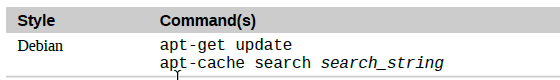 Style Command(s)
Debian apt-get update
apt-cache search search_string